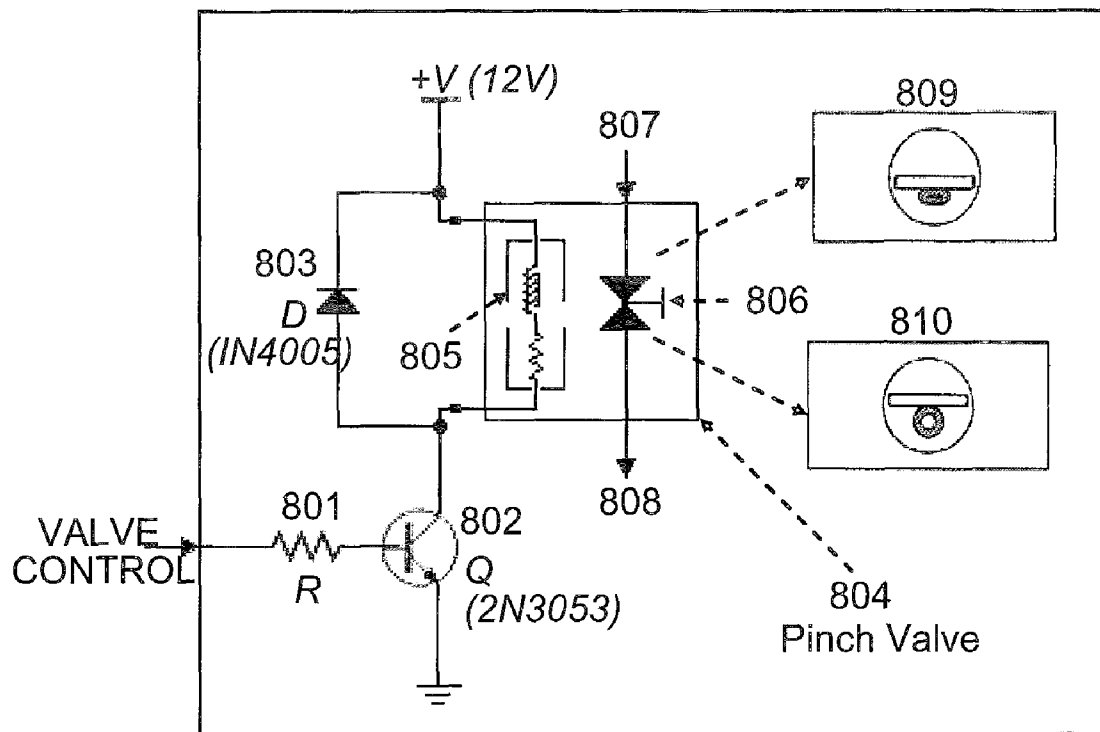 +V (12V)
809
807
803
D
(IN4005)
805
806
810
808
801
802
VALVE
CONTROL
R
Q
(2N3053)
804
Pinch Valve